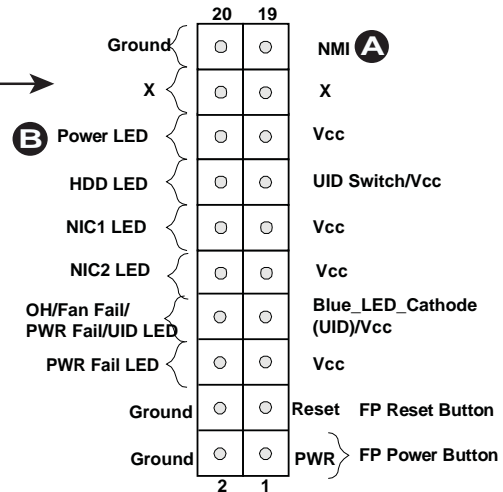 20 19
Ground NMI A
X X
B Power LED Vcc
HDD LED UID Switch/Vcc
NIC1 LED Vcc
NIC2 LED Vcc
OH/Fan Fail/
PWR Fail/UID LED
Blue_LED_Cathode
(UID)/Vcc
PWR Fail LED Vcc
Ground Reset FP Reset Button
Ground PWR FP Power Button
2 1